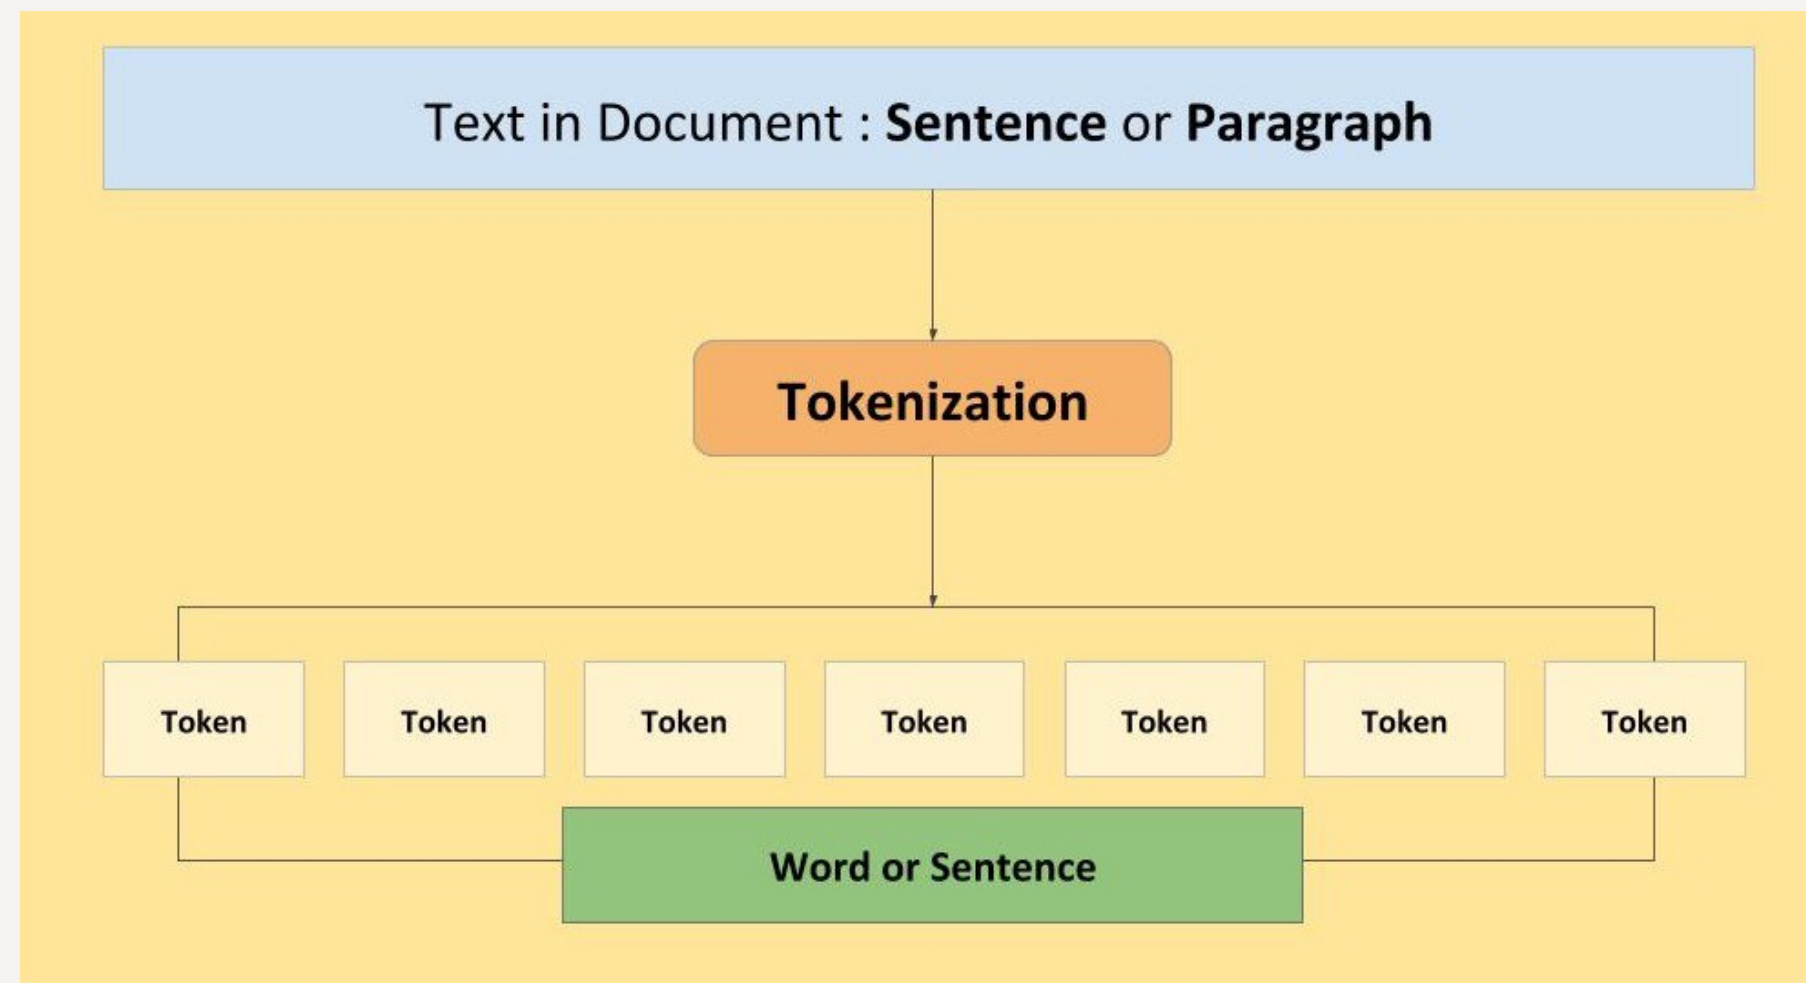 Text in Document : Sentence or Paragraph
Tokenization
Token
Token
Token
Token
Token
Token
Token
Word or Sentence